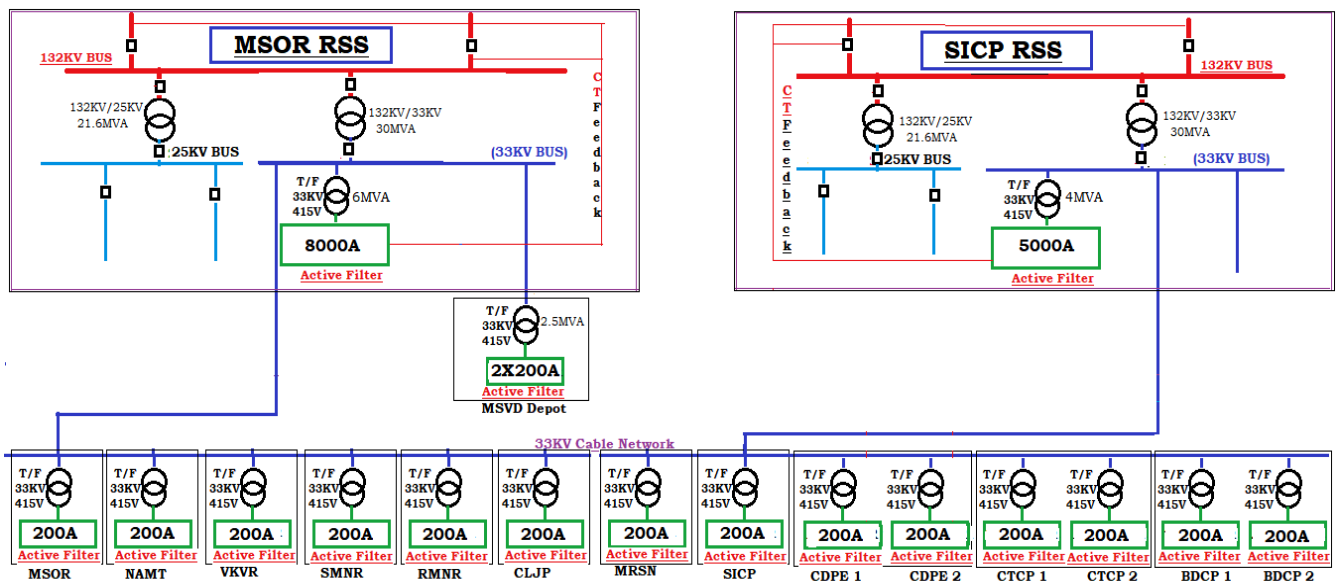 MSOR RSS
132KV BUS
132KV/25KV
21.6MVA
132KV/33KV
30MVA
25KV BUS
(33KV BUS)
T/F
33KV
415V
6MVA
8000A
Active Filter
CT Feedback
SICP RSS
132KV BUS
132KV/25KV
21.6MVA
132KV/33KV
30MVA
25KV BUS
(33KV BUS)
T/F
33KV
415V
4MVA
5000A
Active Filter
CT Feedback
T/F
33KV
415V
2.5MVA
2X200A
Active Filter
MSVD Depot
33KV Cable Network
T/F
33KV
415V
200A
Active Filter
MSOR
T/F
33KV
415V
200A
Active Filter
NAMT
T/F
33KV
415V
200A
Active Filter
VKVR
T/F
33KV
415V
200A
Active Filter
SMNR
T/F
33KV
415V
200A
Active Filter
RMNR
T/F
33KV
415V
200A
Active Filter
CLJP
T/F
33KV
415V
200A
Active Filter
MRSN
T/F
33KV
415V
200A
Active Filter
SICP
T/F
33KV
415V
200A
Active Filter
CDPE 1
T/F
33KV
415V
200A
Active Filter
CDPE 2
T/F
33KV
415V
200A
Active Filter
CTCP 1
T/F
33KV
415V
200A
Active Filter
CTCP 2
T/F
33KV
415V
200A
Active Filter
BDCP 1
T/F
33KV
415V
200A
Active Filter
BDCP 2